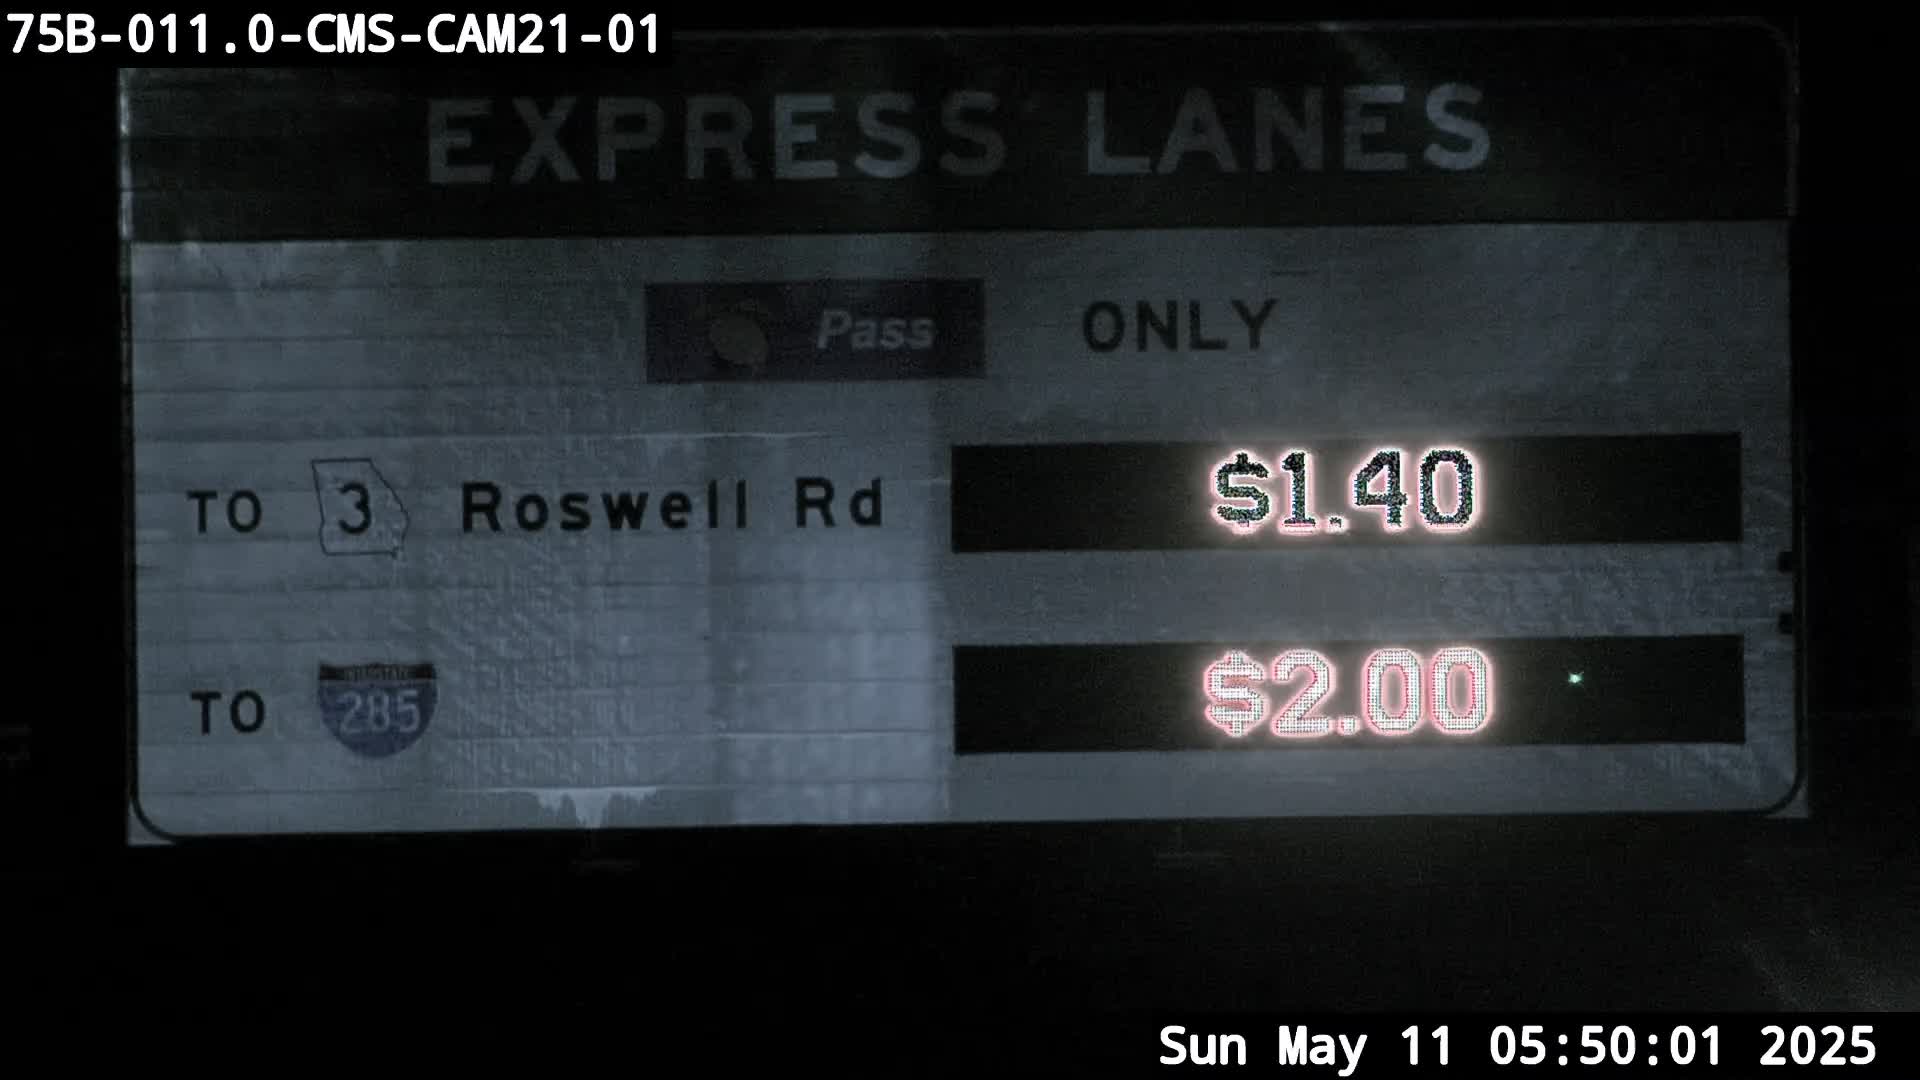 75B-011.0-CMS-CAM21-01
EXPRESS LANES
Pass ONLY
TO 3 Roswell Rd $1.40
TO INTERSTATE 285 $2.00
Sun May 11 05:50:01 2025